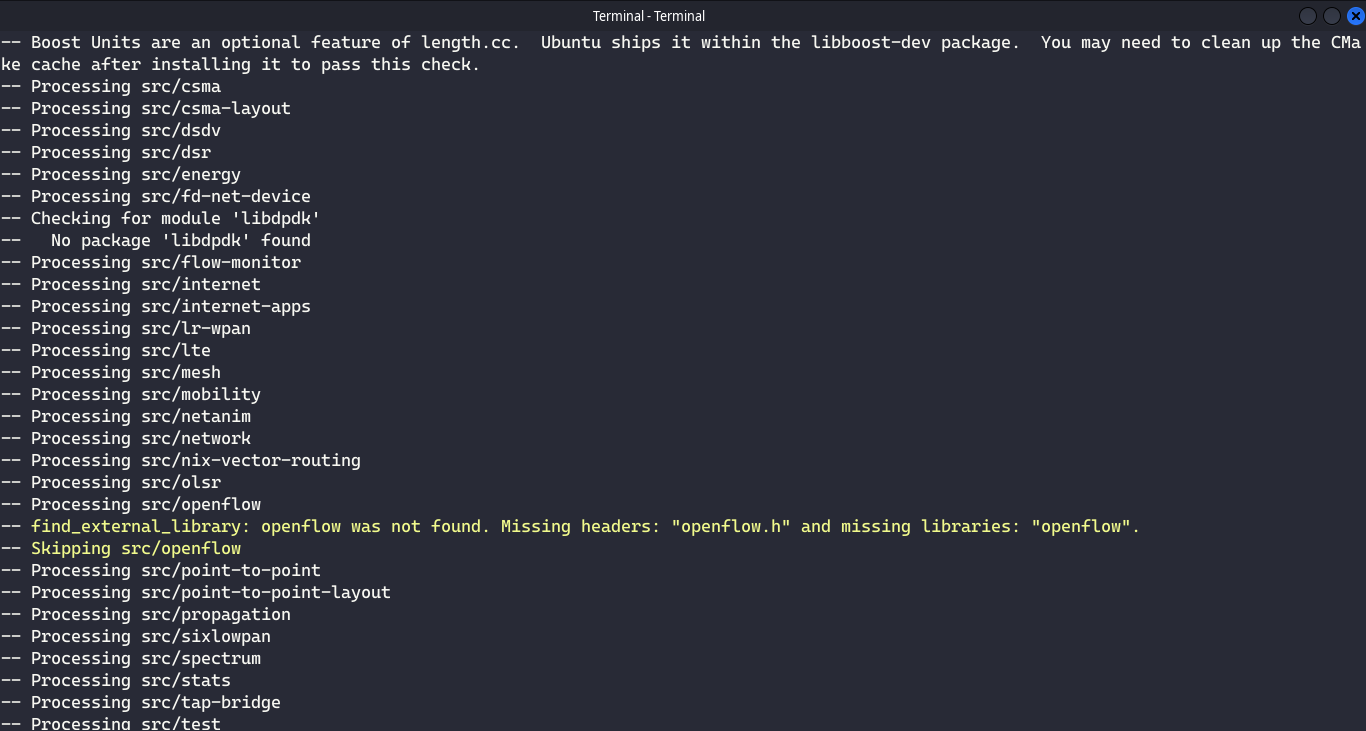 Terminal - Terminal
-- Boost Units are an optional feature of length.cc.  Ubuntu ships it within the libboost-dev package.  You may need to clean up the CMa
ke cache after installing it to pass this check.
-- Processing src/csma
-- Processing src/csma-layout
-- Processing src/dsdv
-- Processing src/dsr
-- Processing src/energy
-- Processing src/fd-net-device
-- Checking for module 'libdpdk'
--   No package 'libdpdk' found
-- Processing src/flow-monitor
-- Processing src/internet
-- Processing src/internet-apps
-- Processing src/lr-wpan
-- Processing src/lte
-- Processing src/mesh
-- Processing src/mobility
-- Processing src/netanim
-- Processing src/network
-- Processing src/nix-vector-routing
-- Processing src/olsr
-- Processing src/openflow
-- find_external_library: openflow was not found. Missing headers: "openflow.h" and missing libraries: "openflow".
-- Skipping src/openflow
-- Processing src/point-to-point
-- Processing src/point-to-point-layout
-- Processing src/propagation
-- Processing src/sixlowpan
-- Processing src/spectrum
-- Processing src/stats
-- Processing src/tap-bridge
-- Processing src/test